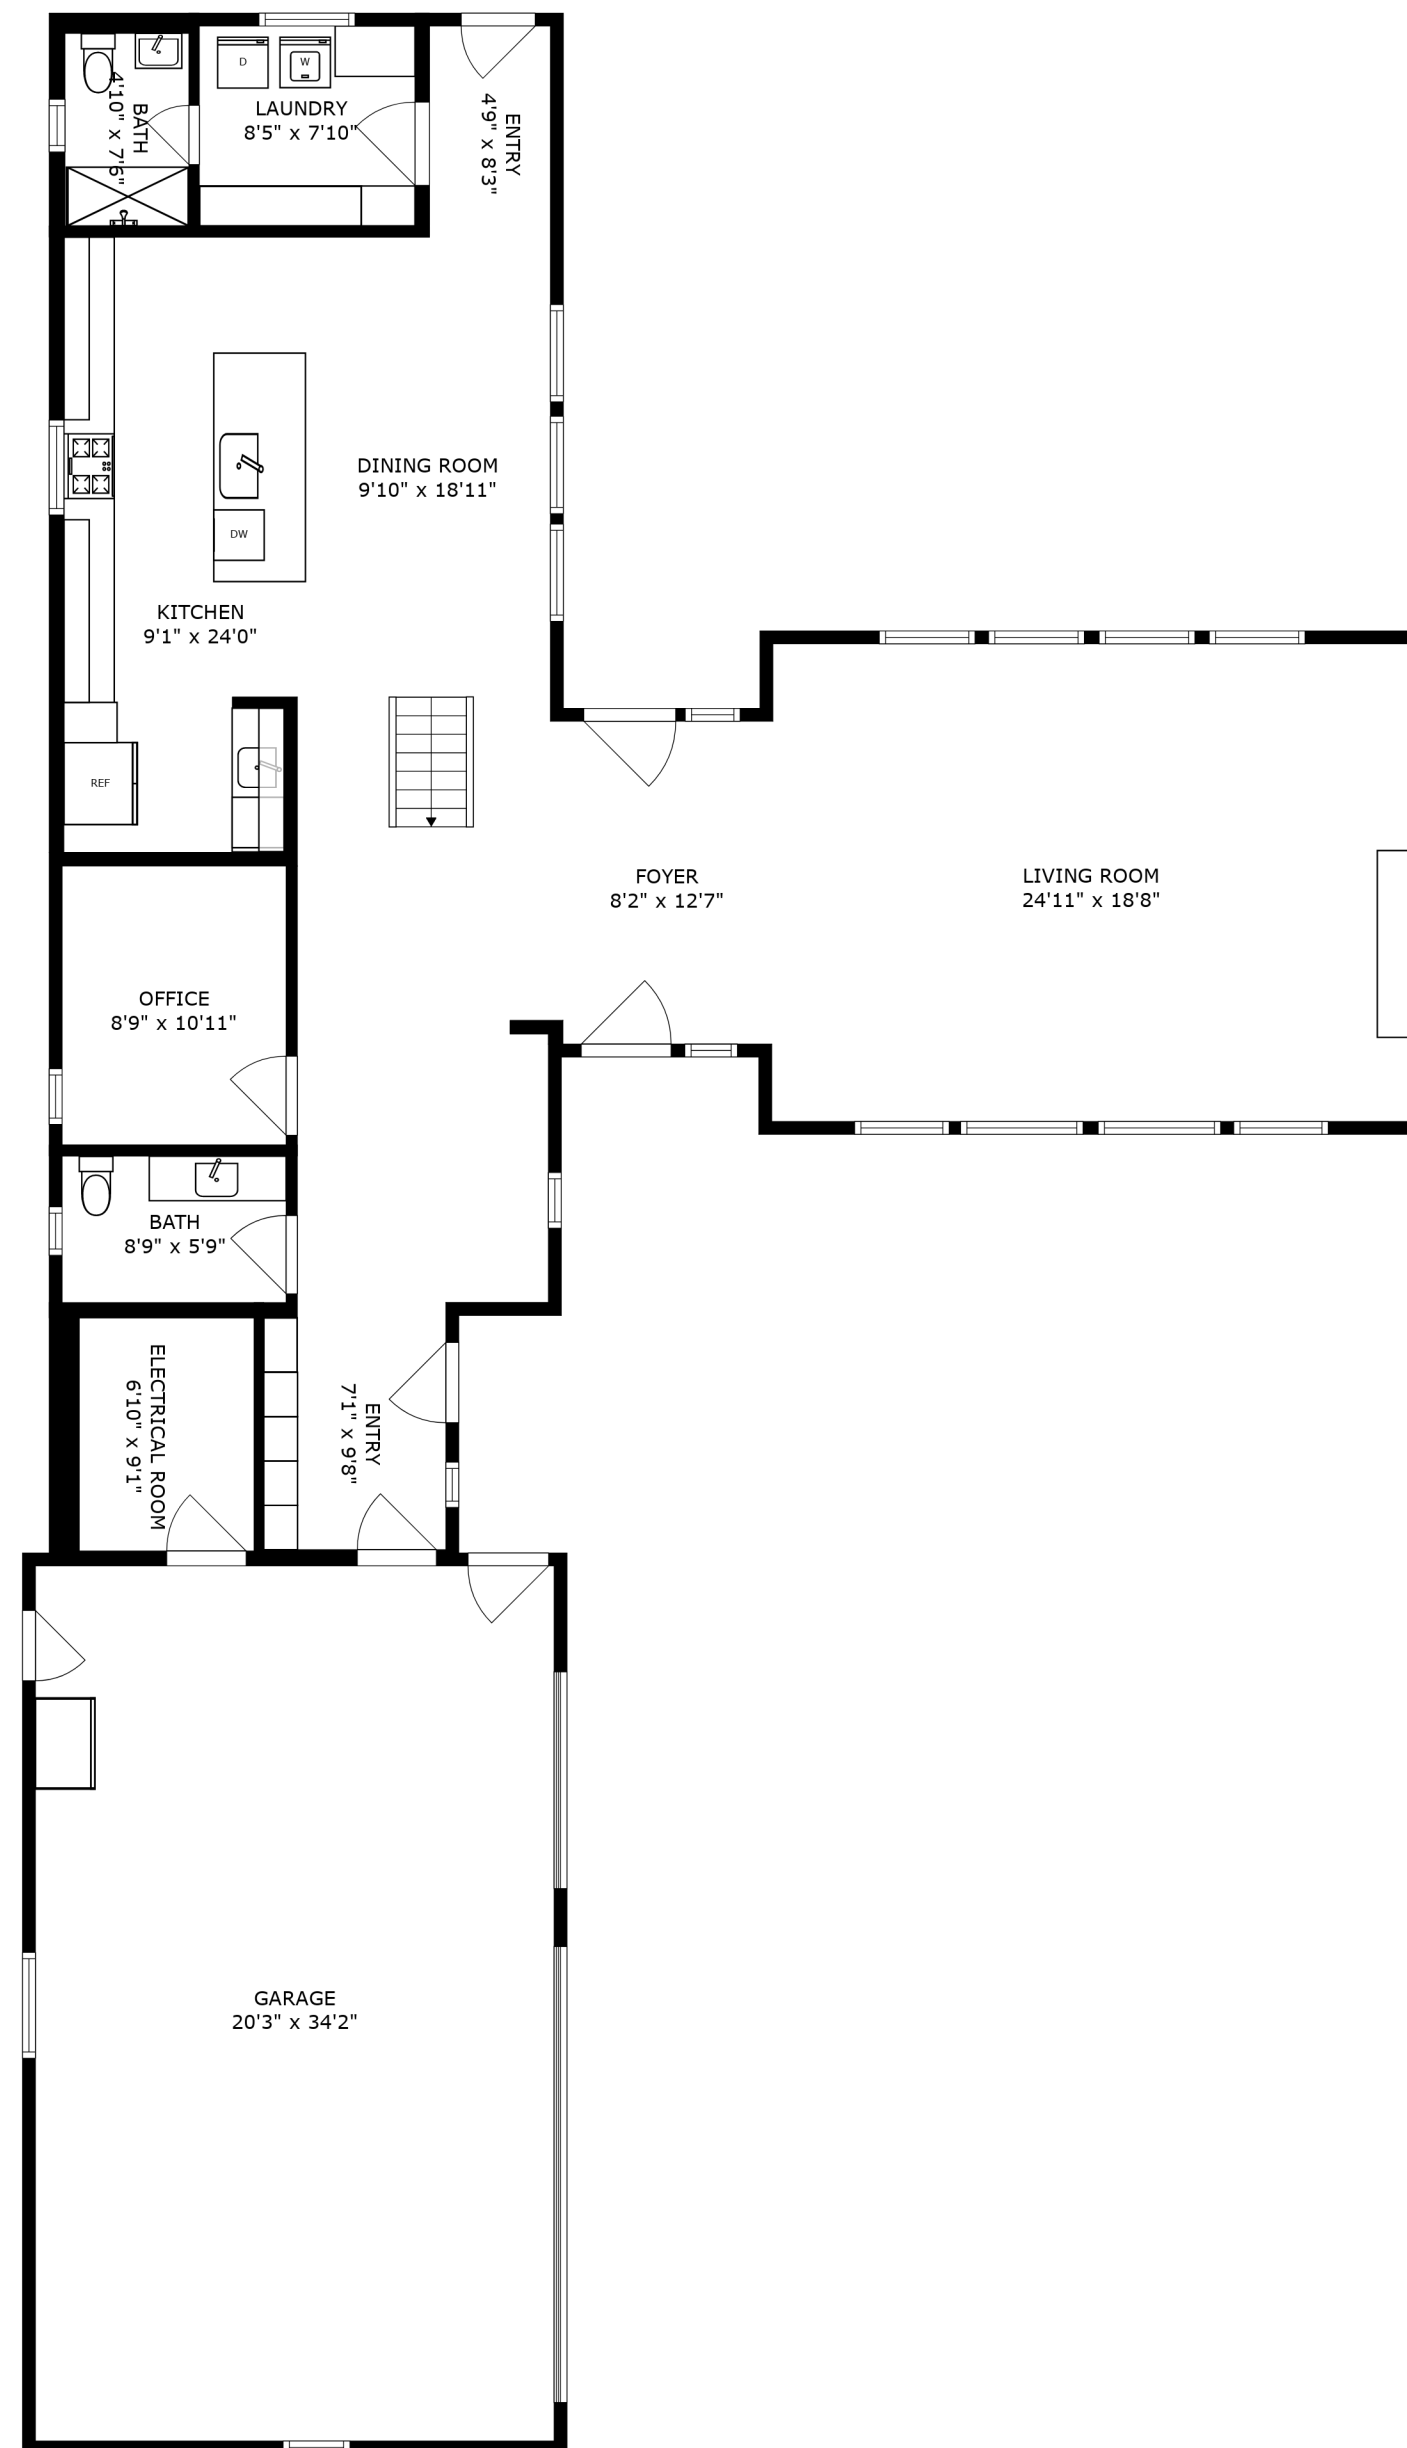 D
W
BATH
4'10" x 7'6"
LAUNDRY
8'5" x 7'10"
ENTRY
4'9" x 8'3"
DINING ROOM
9'10" x 18'11"
DW
KITCHEN
9'1" x 24'0"
REF
FOYER
8'2" x 12'7"
LIVING ROOM
24'11" x 18'8"
OFFICE
8'9" x 10'11"
BATH
8'9" x 5'9"
ELECTRICAL ROOM
6'10" x 9'1"
ENTRY
7'1" x 9'8"
GARAGE
20'3" x 34'2"